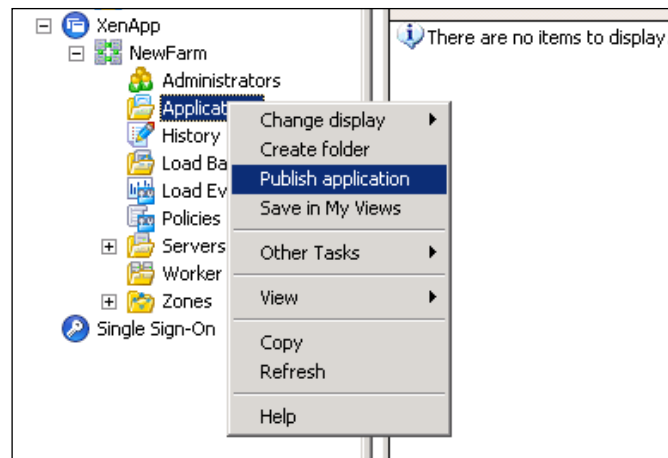 XenApp
NewFarm
Administrators
Applicat
History
Load Ba
Load Ev
Policies
Servers
Worker
Zones
Single Sign-On
Change display
Create folder
Publish application
Save in My Views
Other Tasks
View
Copy
Refresh
Help
There are no items to display